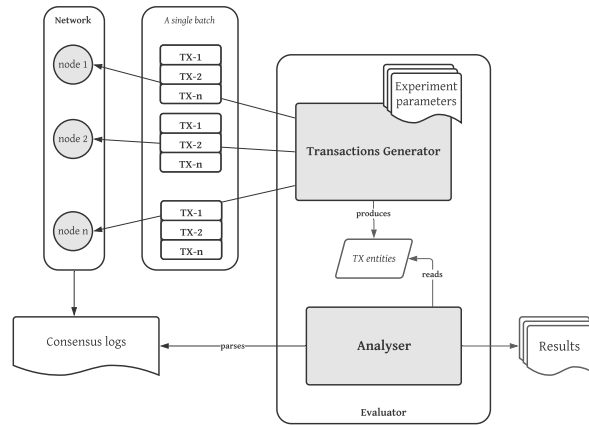 Network
A single batch
node 1
node 2
node n
TX-1
TX-2
TX-n
TX-1
TX-2
TX-n
TX-1
TX-2
TX-n
Experiment
parameters
Transactions Generator
produces
TX entities
reads
Consensus logs
parses
Analyser
Results
Evaluator